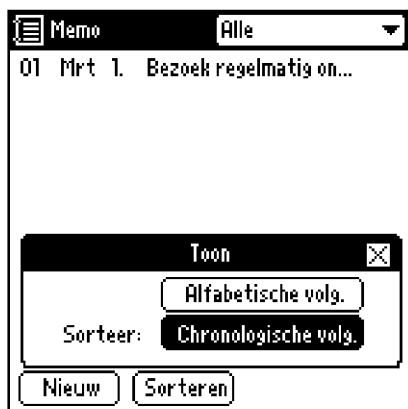 Memo Alle
01 Mrt 1. Bezoek regelmatig on...
Toon
Alfabetische volg.
Sorteer: Chronologische volg.
Nieuw Sorteren